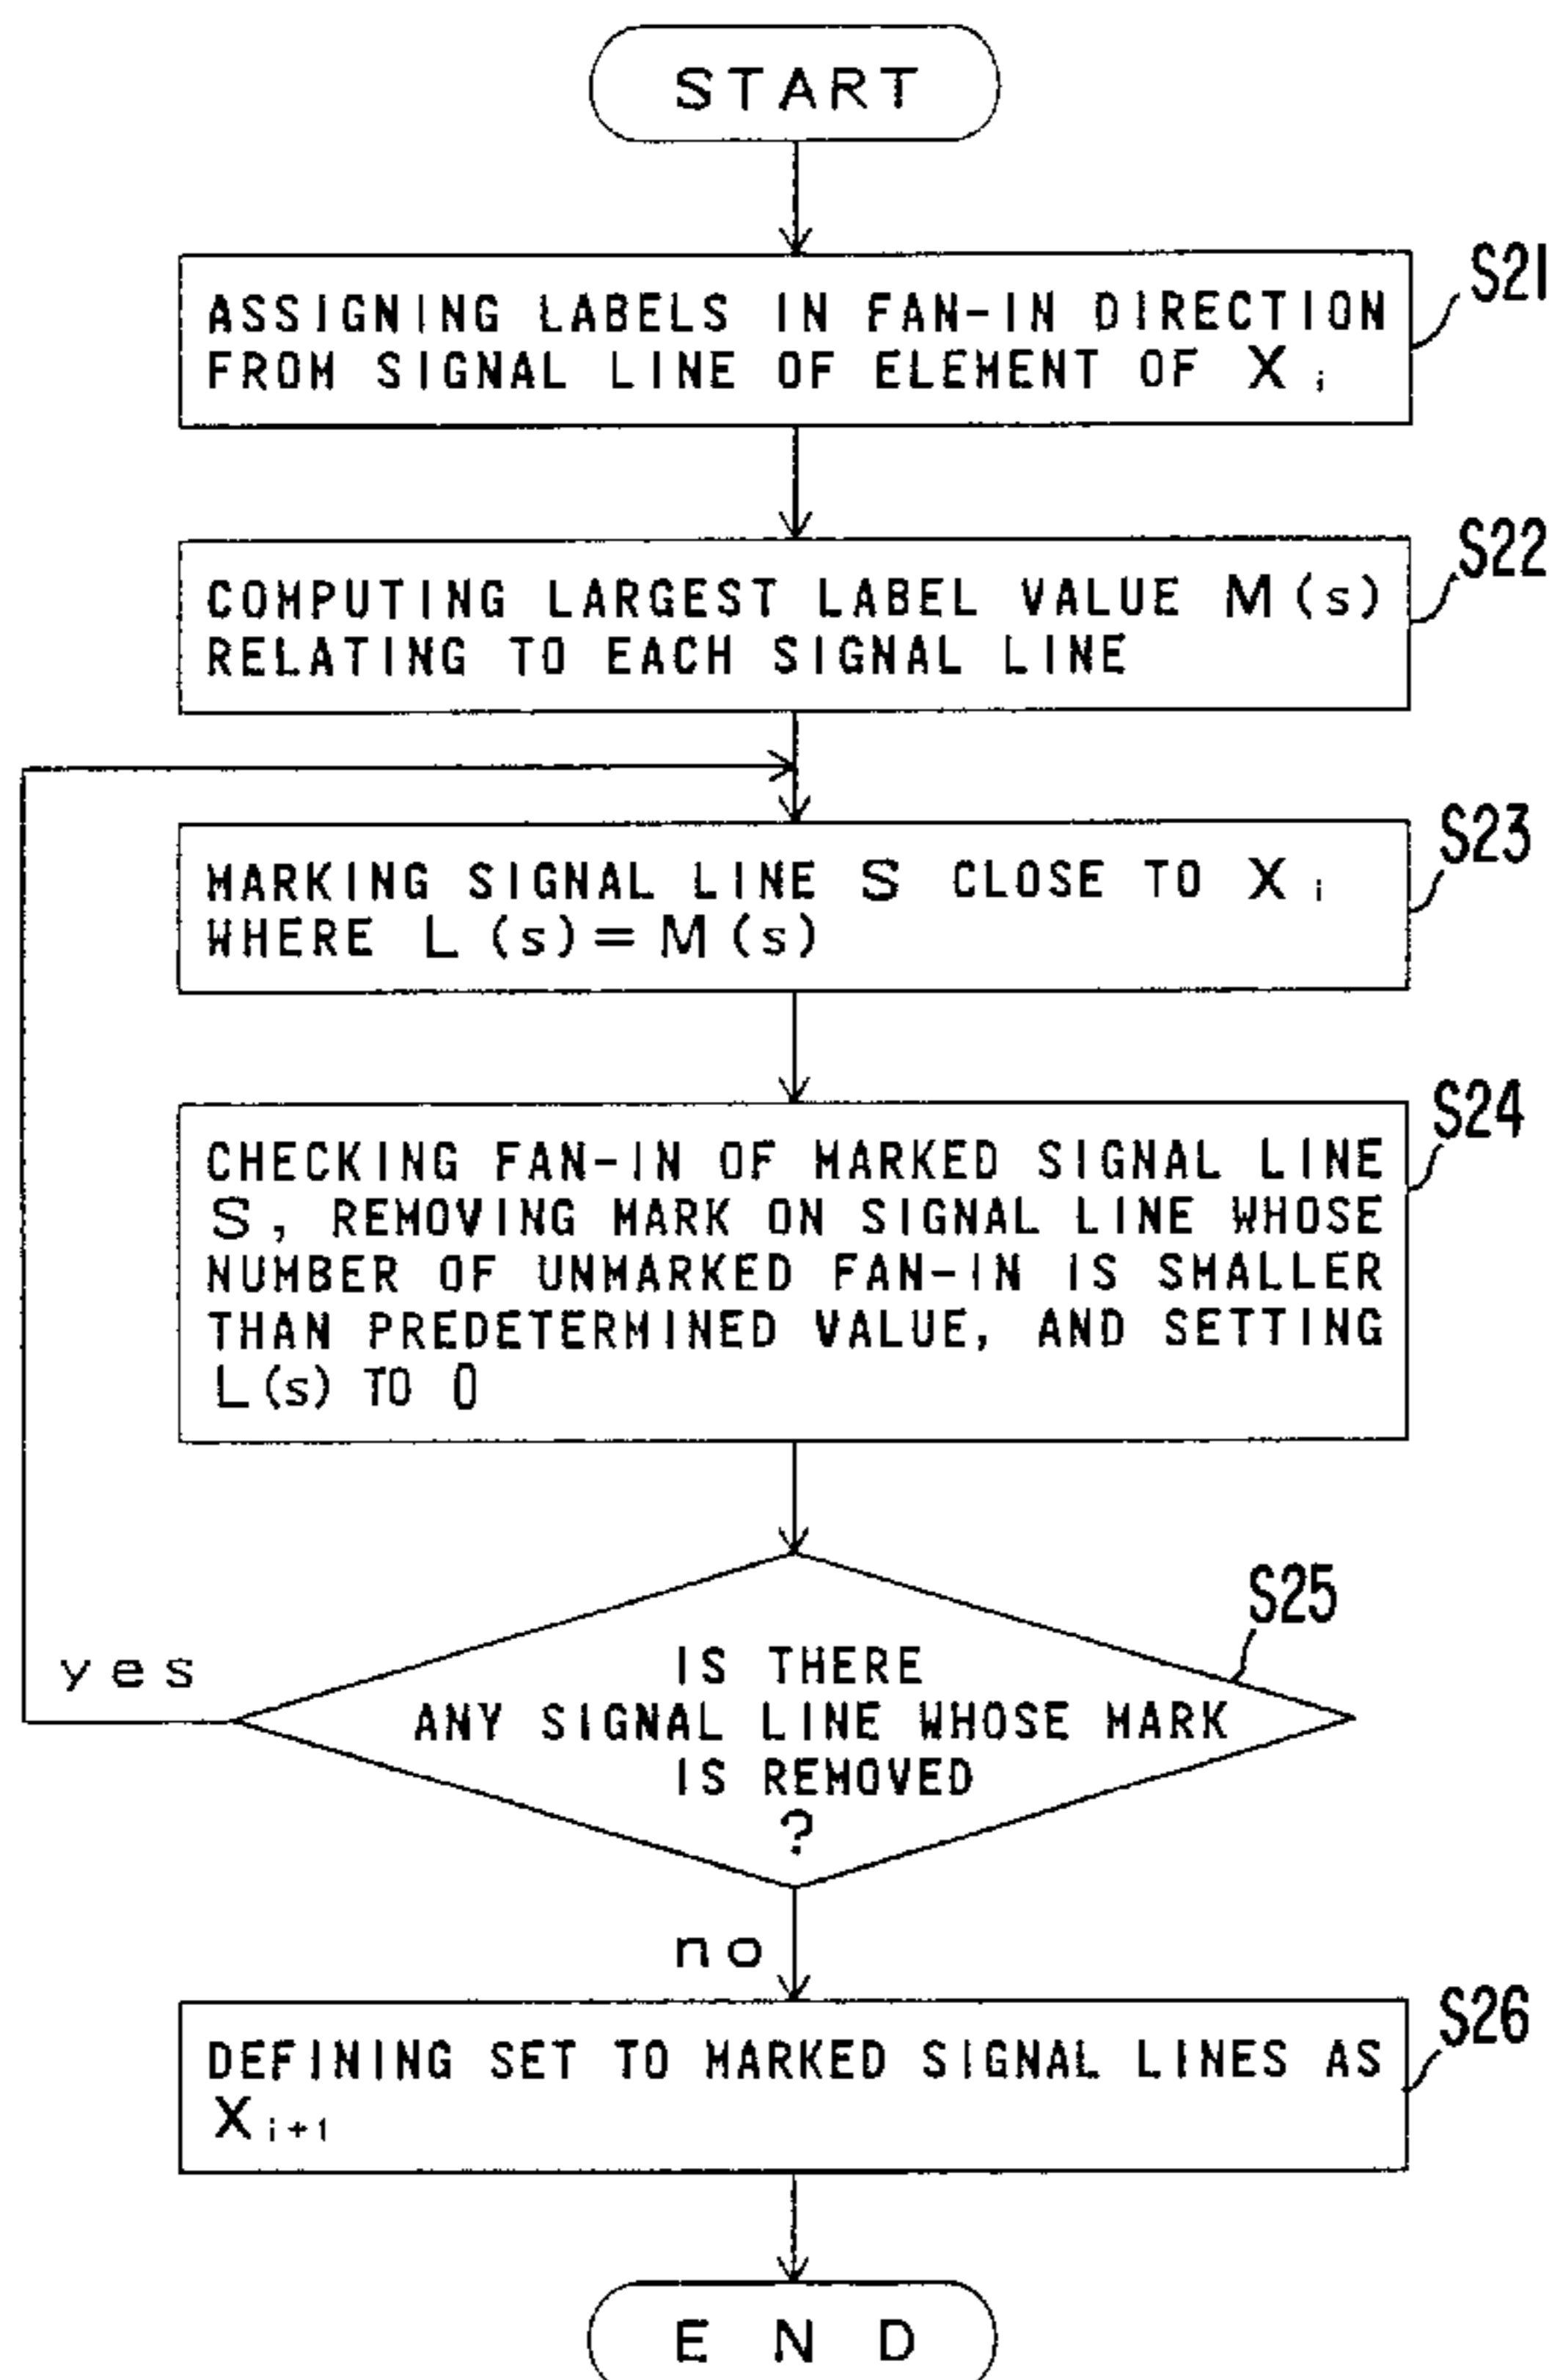 START
S21
ASSIGNING LABELS IN FAN-IN DIRECTION
FROM SIGNAL LINE OF ELEMENT OF Xi
S22
COMPUTING LARGEST LABEL VALUE M(s)
RELATING TO EACH SIGNAL LINE
S23
MARKING SIGNAL LINE S CLOSE TO Xi
WHERE L(s)=M(s)
S24
CHECKING FAN-IN OF MARKED SIGNAL LINE
S, REMOVING MARK ON SIGNAL LINE WHOSE
NUMBER OF UNMARKED FAN-IN IS SMALLER
THAN PREDETERMINED VALUE, AND SETTING
L(s) TO 0
S25
IS THERE
ANY SIGNAL LINE WHOSE MARK
IS REMOVED
?
yes
no
S26
DEFINING SET TO MARKED SIGNAL LINES AS
Xi+1
END